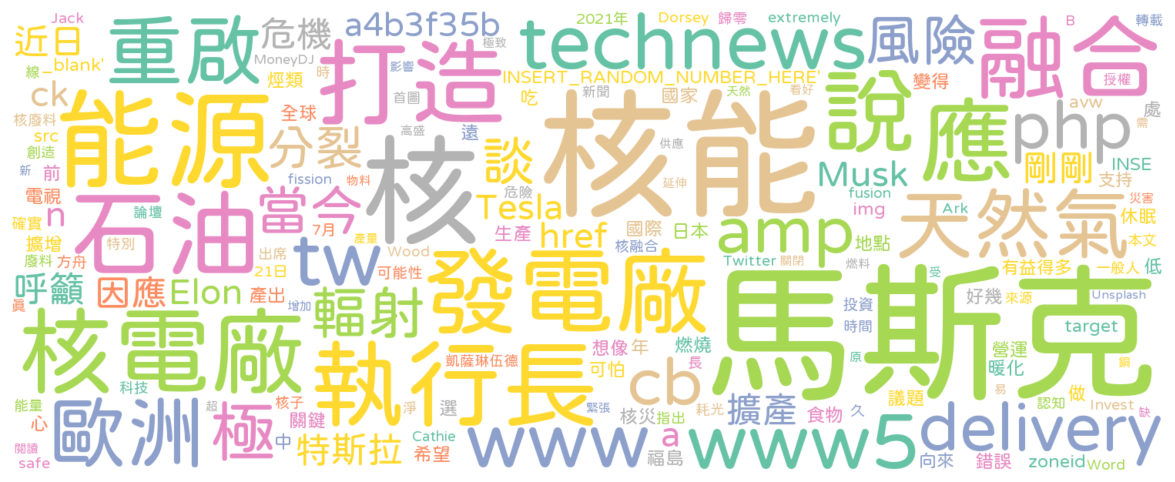 近日 重啟 危機 a4b3f35b technews 風險 融合
Jack Dorsey 歸零 extremely B 轉載
2021年 極致 MoneyDJ 影響 授權
線 blank' 時 打造 INSERT_RANDOM_NUMBER_HERE' 變得
ck 煙類 首圖 吃 新聞 國家 天然 看好 說 應 avw php 處 需
核廢料 能源 全球 分裂 高盛 遠 核能 剛剛
src 創造 新 前 fission 核 談 供應 Musk INSE 支持
電視 物料 危險 延伸 fusion 災害
n 論壇 石油 當今 Tesla 國際 日本 amp img Ark 天然氣 休眠
確實 7月 生產 href 地點 本文
擴增 特別 核融合
廢料 方舟 出席 Wood Twitter 關閉
眞 21日 tw 可能性 產量 燃料 受 有益得多 一般人 低
呼籲 因應 Elon 產出 增加 輻射 發電廠 馬斯克 好幾 來源 Unsplash
投資 時間 target
核電廠 執行長 凱薩琳伍德 想像 年 燃燒 原 營運 暖化 銅
科技 可怕 長
能量 核子 淨 選 cb 擴產 易 做
心 歐洲 極 超 關鍵 緊張 核災 指出 耗光 食物 久 議題 認知 Invest 缺
閱讀 中 特斯拉 Cathie 希望 www a www5 delivery
safe 福島 向來 錯誤 zoneid Word